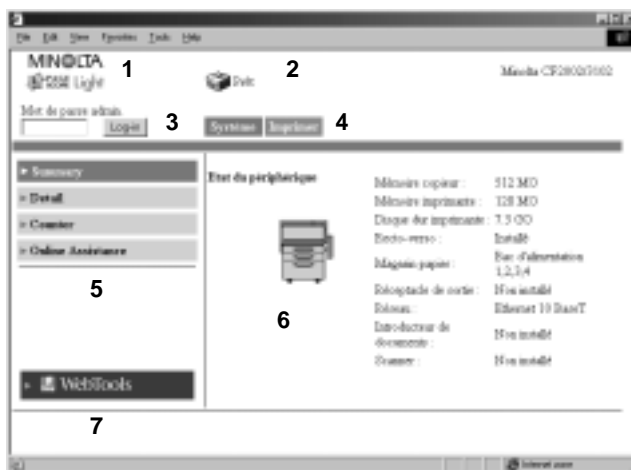 File Edit View Favorites Tools Help
MINOLTA
Light
1
Prêt
2
Minolta CF2002/3102
Mot de passe admin.
Log-in
3
Système
Imprimer
4
Summary
Detail
Counter
Online Assistance
5
Etat du périphérique
6
Mémoire copieur : 512 MO
Mémoire imprimante : 128 MO
Disque dur imprimante : 7.5 GO
Recto-verso : Installé
Magasin papier : Bac d'alimentation
1,2,3,4
Réceptacle de sortie : Non installé
Réseau : Ethernet 10 BaseT
Introducteur de
documents : Non installé
Scanner : Non installé
WebTools
7
Internet zone